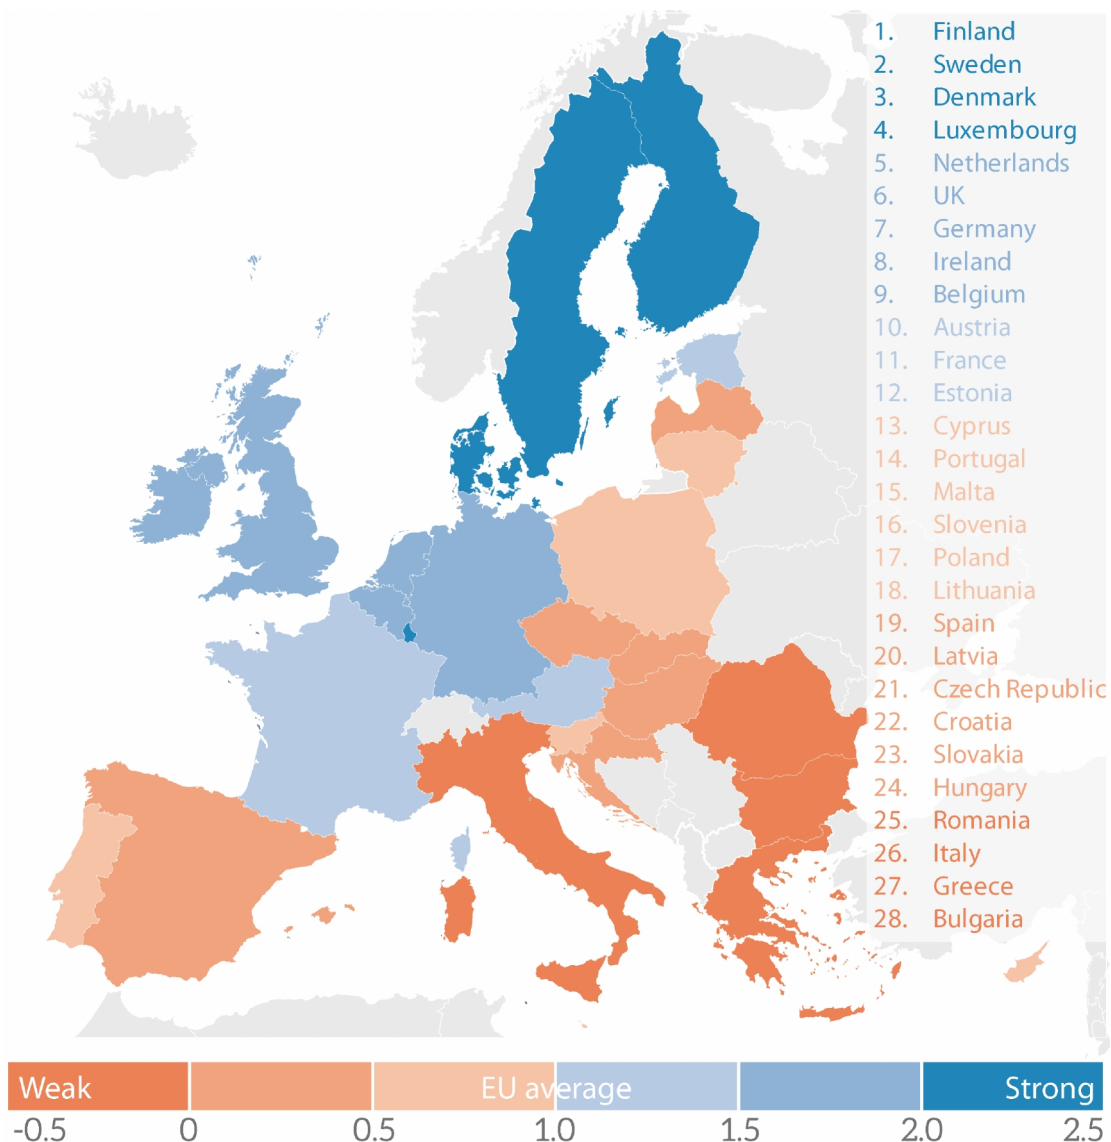 1. Finland
2. Sweden
3. Denmark
4. Luxembourg
5. Netherlands
6. UK
7. Germany
8. Ireland
9. Belgium
10. Austria
11. France
12. Estonia
13. Cyprus
14. Portugal
15. Malta
16. Slovenia
17. Poland
18. Lithuania
19. Spain
20. Latvia
21. Czech Republic
22. Croatia
23. Slovakia
24. Hungary
25. Romania
26. Italy
27. Greece
28. Bulgaria
Weak EU average Strong
-0.5 0 0.5 1.0 1.5 2.0 2.5